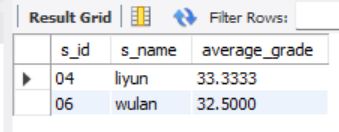 Result Grid Filter Rows:
s_id s_name average_grade
04 liyun 33.3333
06 wulan 32.5000